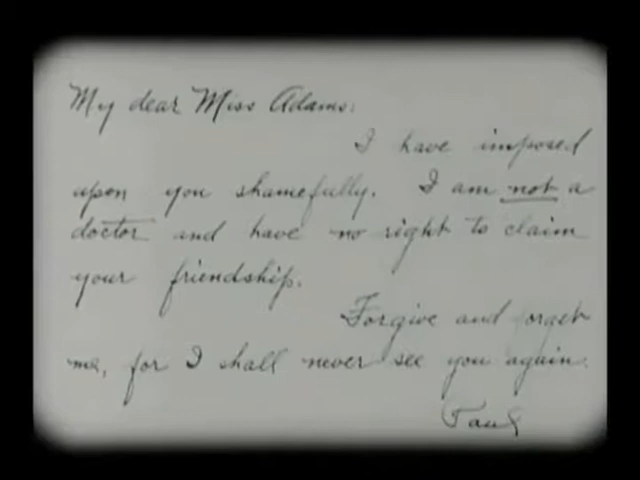 My dear Miss Adams:
I have imposed
upon you shamefully. I am not a
doctor and have no right to claim
your friendship.
Forgive and forget
me, for I shall never see you again.
Paul